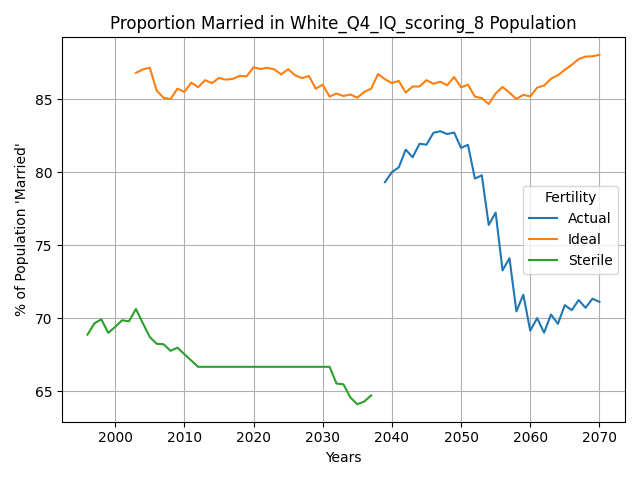 Proportion Married in White_Q4_IQ_scoring_8 Population
% of Population 'Married'
85
80
75
70
65
Fertility
Actual
Ideal
Sterile
2000 2010 2020 2030 2040 2050 2060 2070
Years